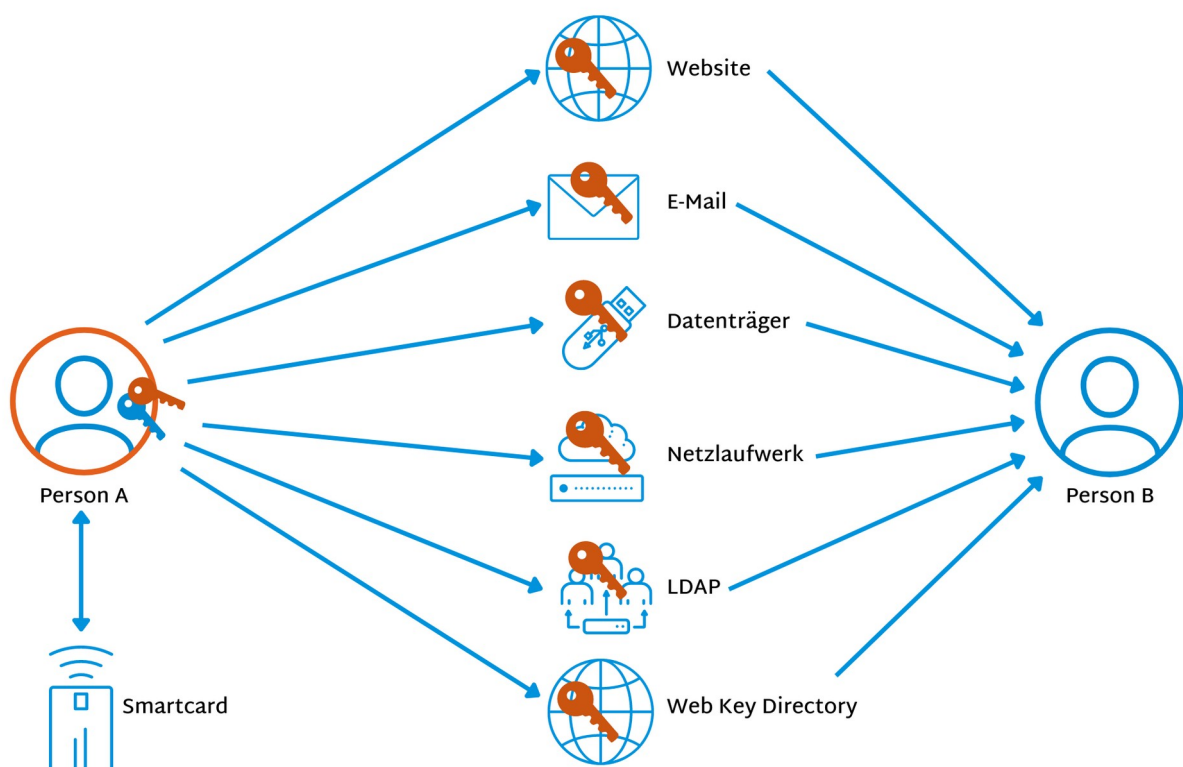 Website
E-Mail
Datenträger
Netzlaufwerk
LDAP
Web Key Directory
Person A
Person B
Smartcard